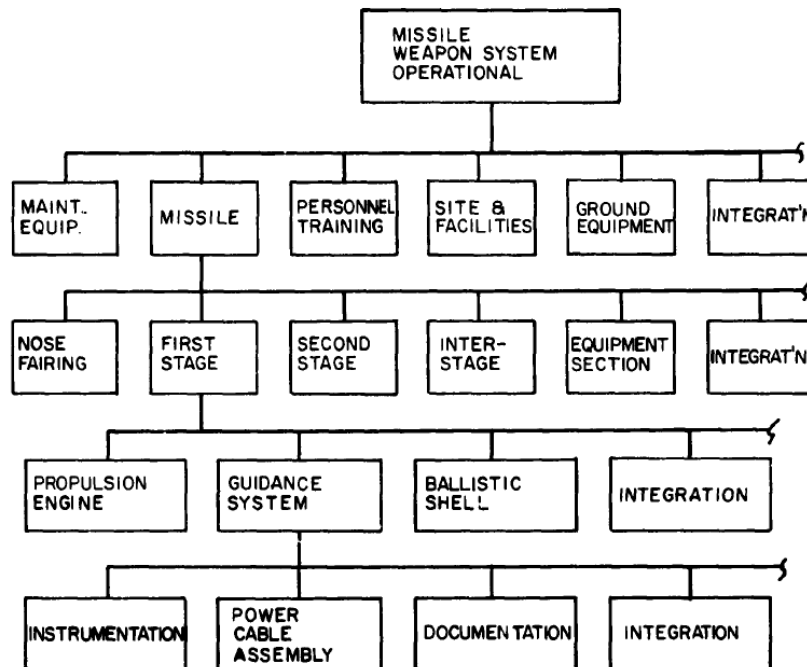 MISSILE
WEAPON SYSTEM
OPERATIONAL
MAINT.
EQUIP.
MISSILE
PERSONNEL
TRAINING
SITE &
FACILITIES
GROUND
EQUIPMENT
INTEGRAT'N
NOSE
FAIRING
FIRST
STAGE
SECOND
STAGE
INTER-
STAGE
EQUIPMENT
SECTION
INTEGRAT'N
PROPULSION
ENGINE
GUIDANCE
SYSTEM
BALLISTIC
SHELL
INTEGRATION
INSTRUMENTATION
POWER
CABLE
ASSEMBLY
DOCUMENTATION
INTEGRATION